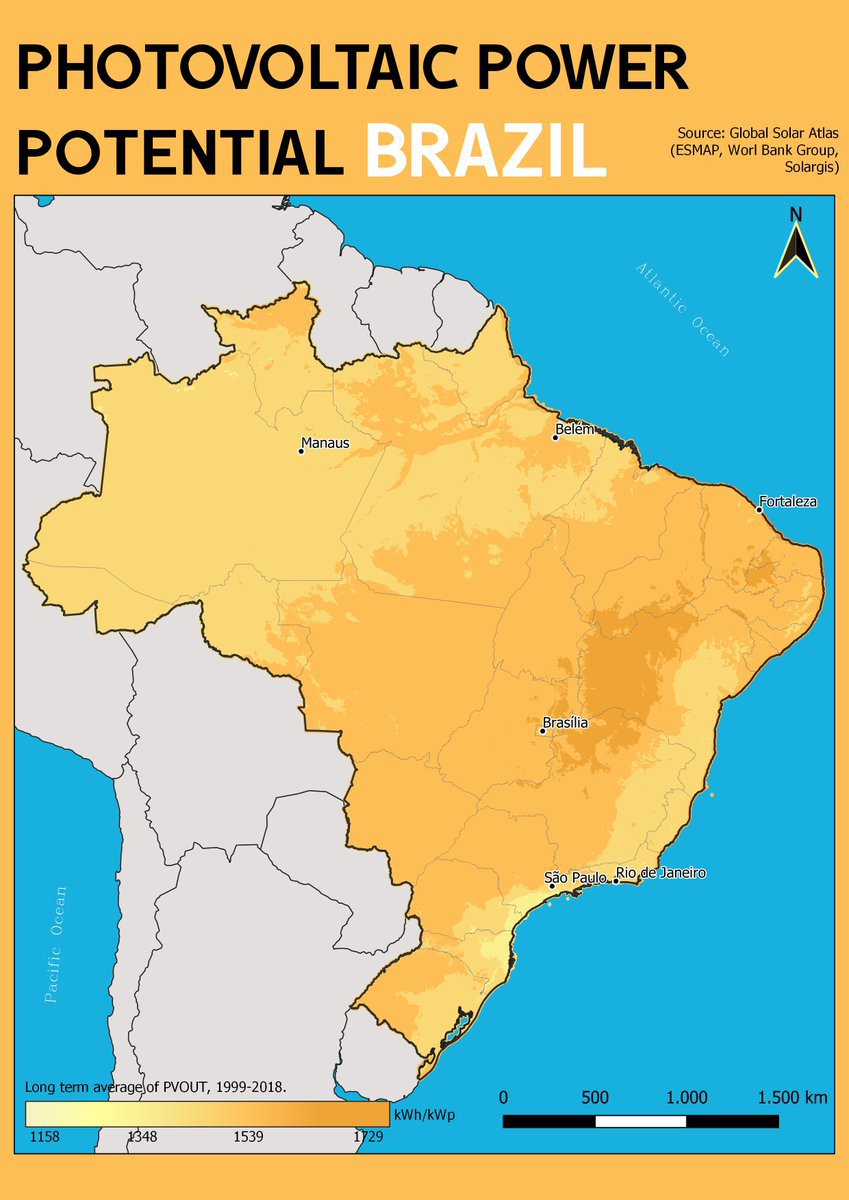 PHOTOVOLTAIC POWER
POTENTIAL BRAZIL
Source: Global Solar Atlas
(ESMAP, Worl Bank Group,
Solargis)
N
Atlantic Ocean
Belém
Manaus
Fortaleza
Brasília
São Paulo
Rio de Janeiro
Pacific Ocean
Long term average of PVOUT, 1999-2018.
kWh/kWp
1158 1348 1539 1729
0 500 1.000 1.500 km